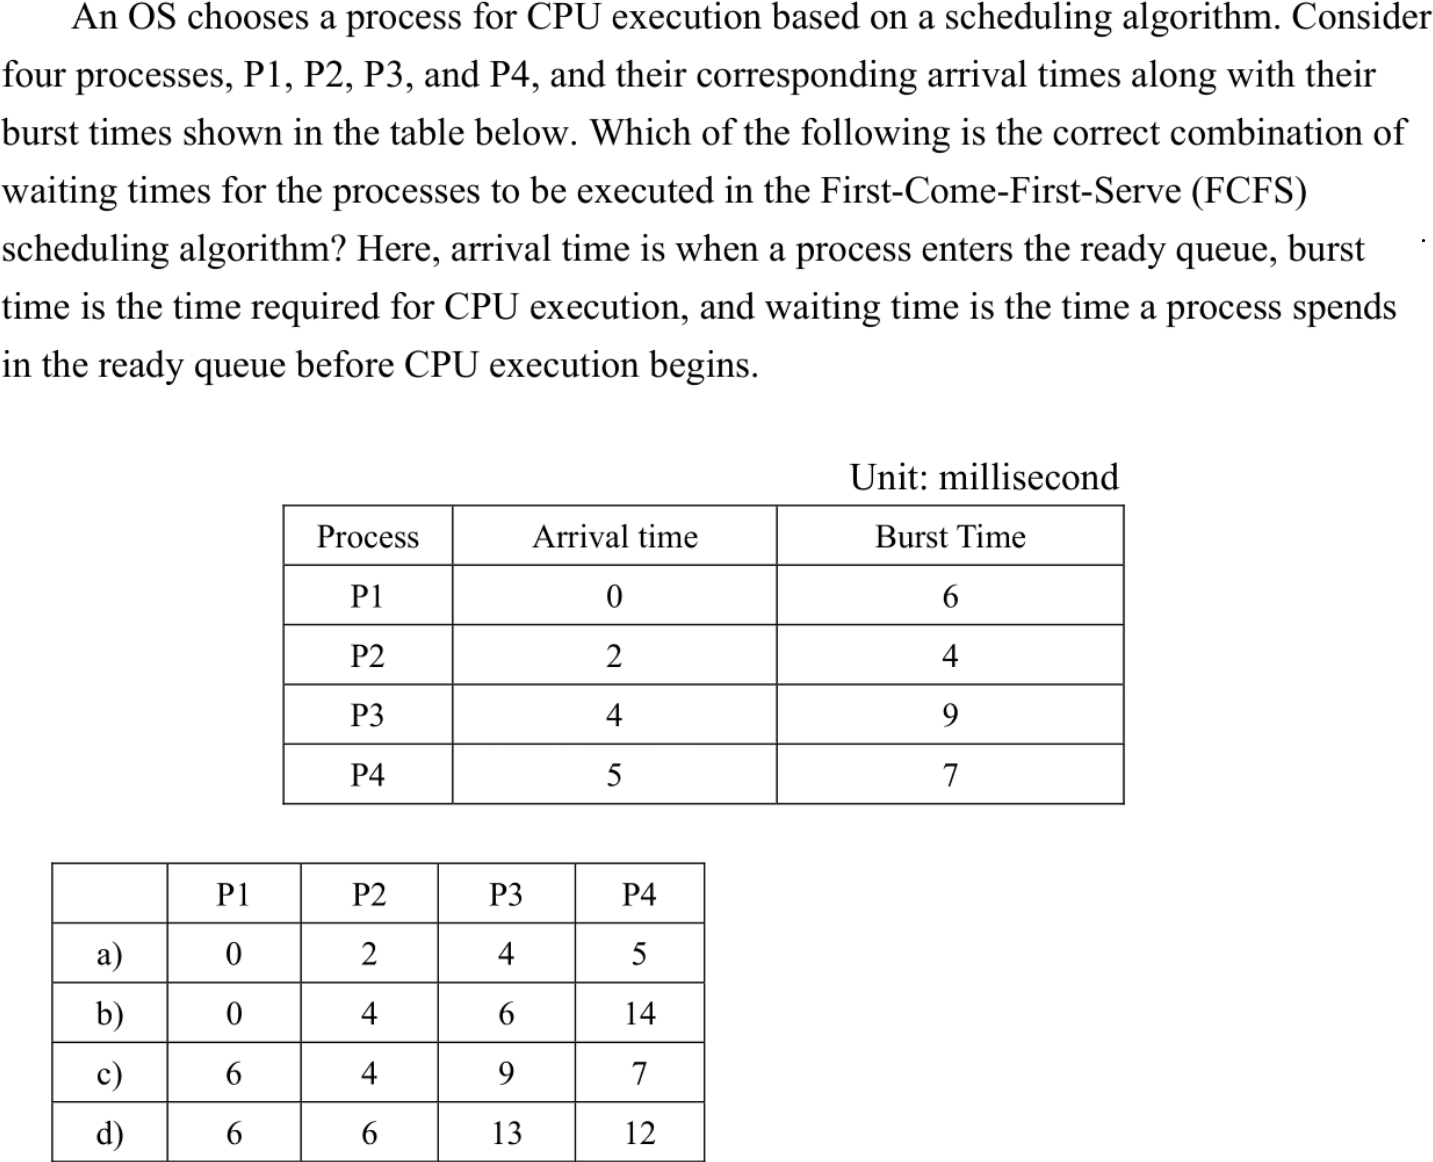 An OS chooses a process for CPU execution based on a scheduling algorithm. Consider
four processes, P1, P2, P3, and P4, and their corresponding arrival times along with their
burst times shown in the table below. Which of the following is the correct combination of
waiting times for the processes to be executed in the First-Come-First-Serve (FCFS)
scheduling algorithm? Here, arrival time is when a process enters the ready queue, burst
time is the time required for CPU execution, and waiting time is the time a process spends
in the ready queue before CPU execution begins.
Unit: millisecond
Process Arrival time Burst Time
P1 0 6
P2 2 4
P3 4 9
P4 5 7
P1 P2 P3 P4
a) 0 2 4 5
b) 0 4 6 14
c) 6 4 9 7
d) 6 6 13 12